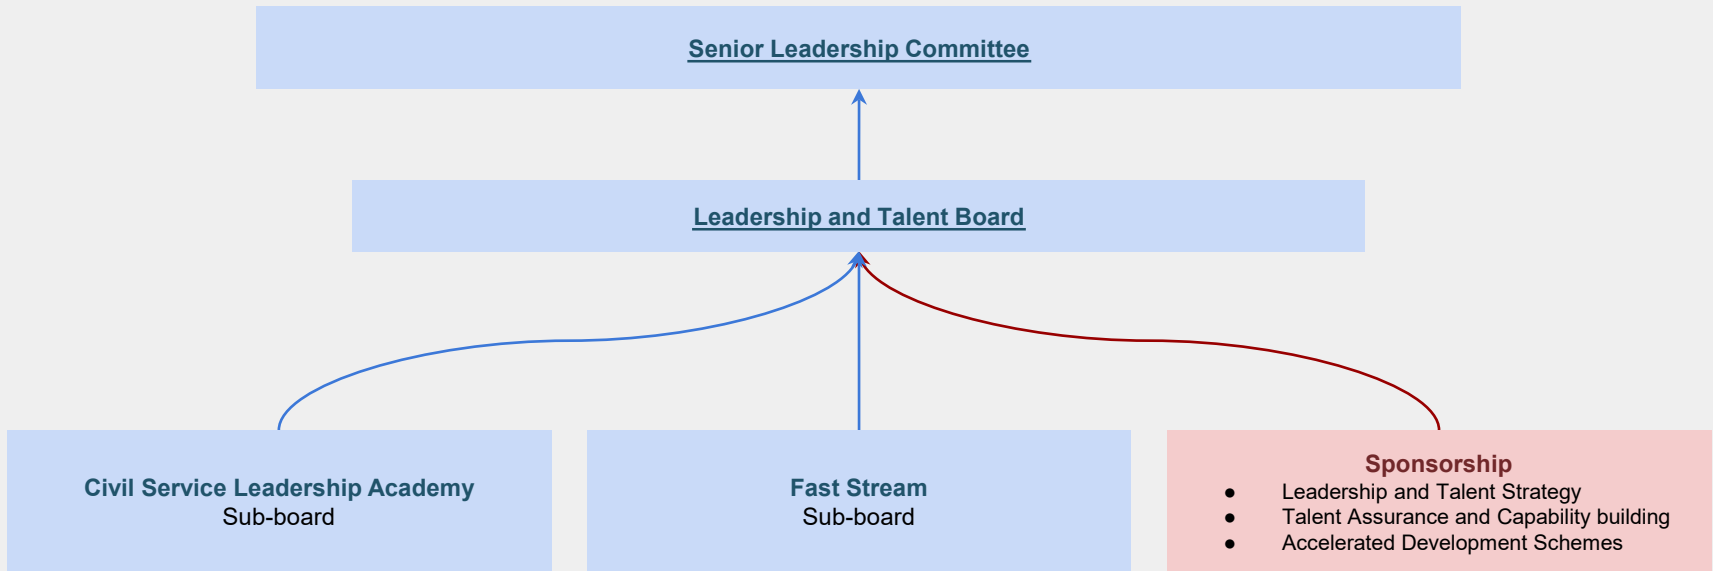 Senior Leadership Committee
Leadership and Talent Board
Civil Service Leadership Academy
Sub-board
Fast Stream
Sub-board
Sponsorship
● Leadership and Talent Strategy
● Talent Assurance and Capability building
● Accelerated Development Schemes